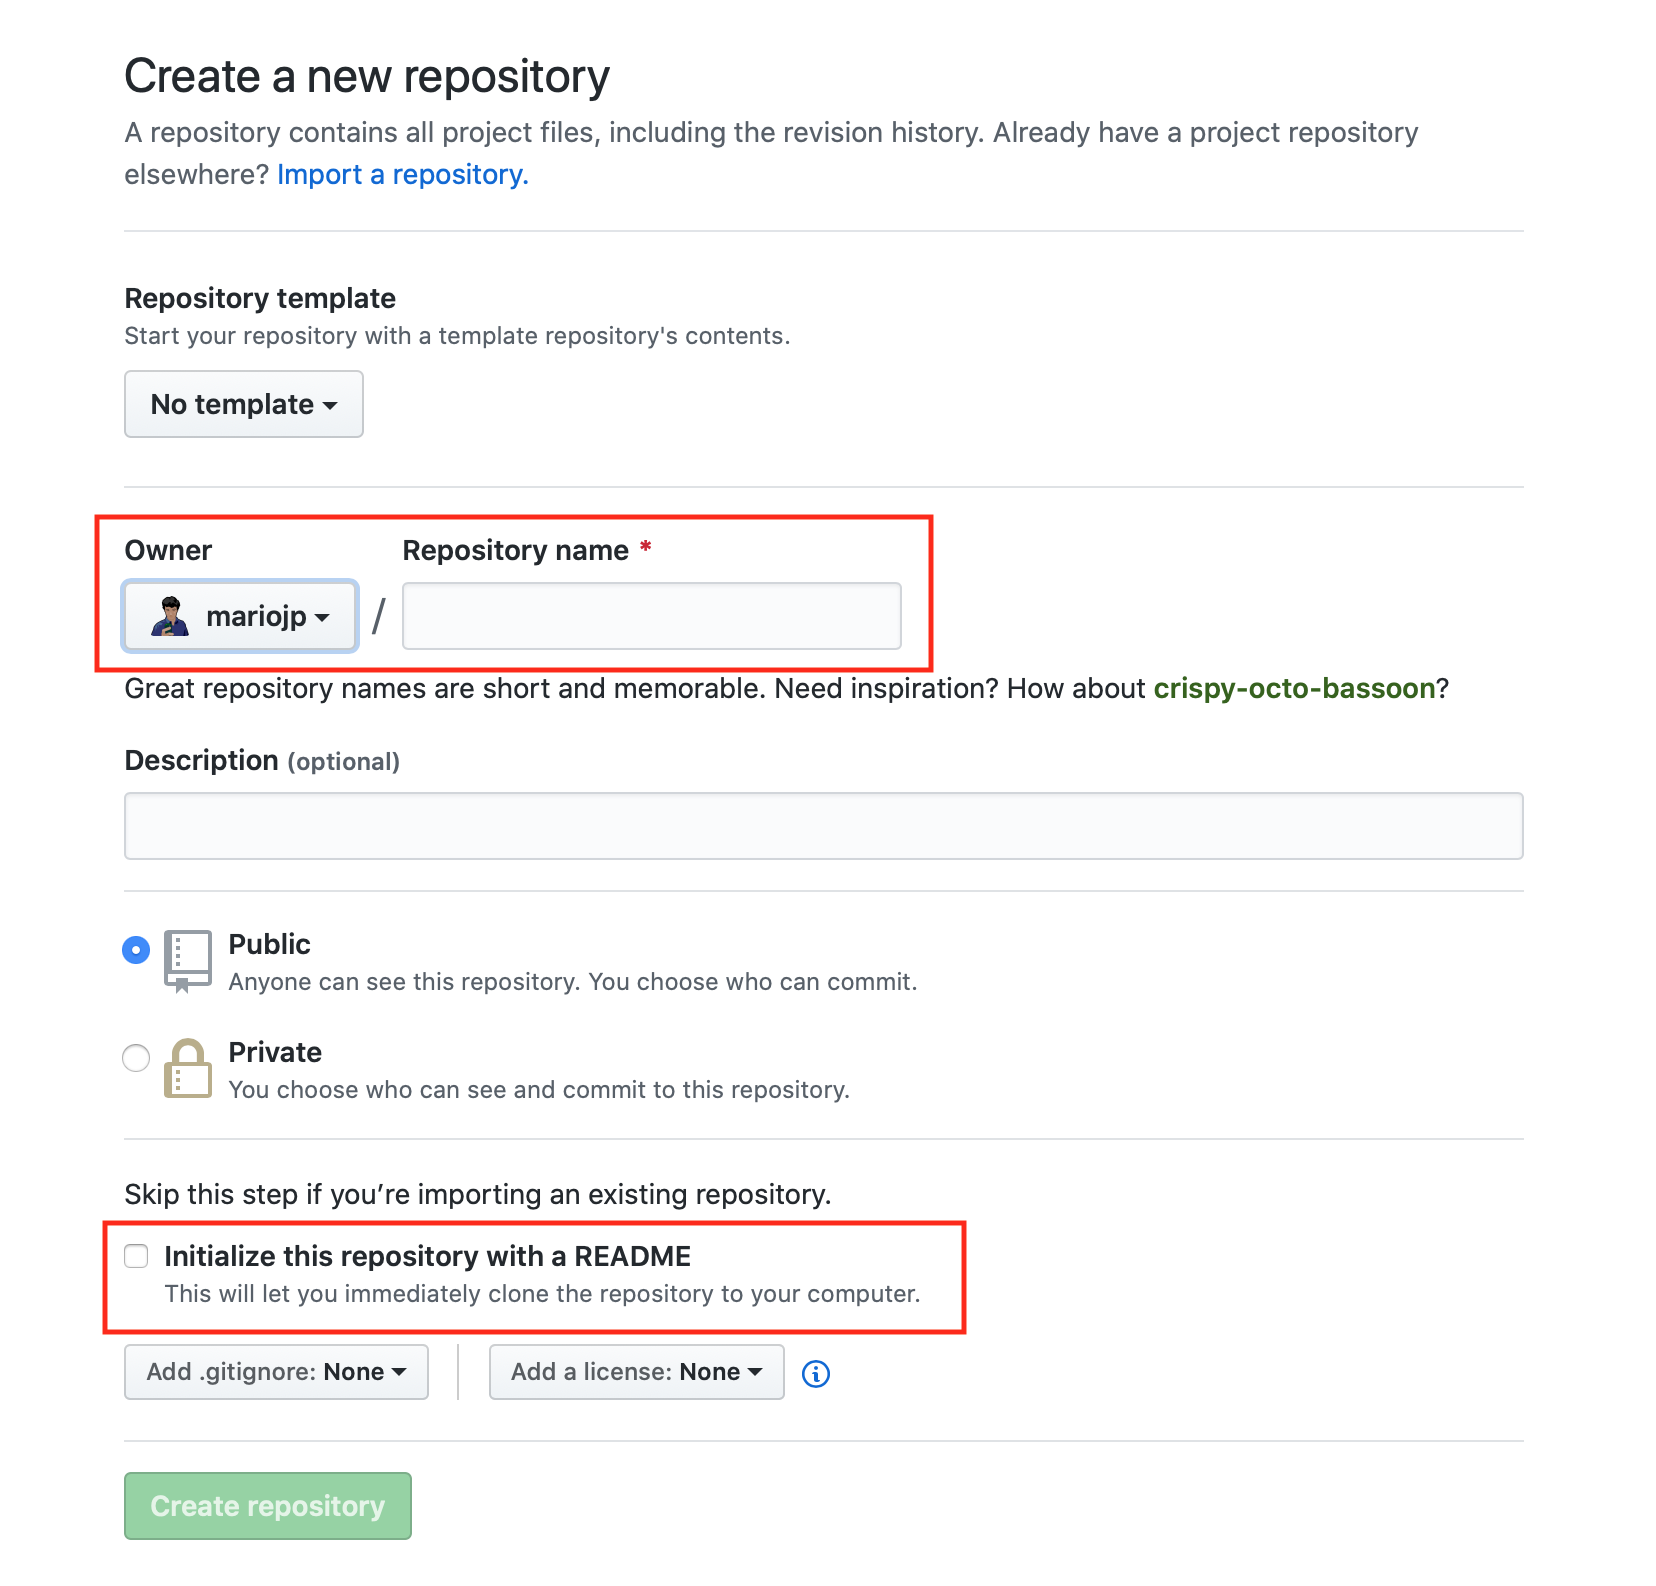 Create a new repository
A repository contains all project files, including the revision history. Already have a project repository
elsewhere? Import a repository.
Repository template
Start your repository with a template repository's contents.
No template
Owner
Repository name *
mariojp
/
Great repository names are short and memorable. Need inspiration? How about crispy-octo-bassoon?
Description (optional)
Public
Anyone can see this repository. You choose who can commit.
Private
You choose who can see and commit to this repository.
Skip this step if you’re importing an existing repository.
Initialize this repository with a README
This will let you immediately clone the repository to your computer.
Add .gitignore: None
Add a license: None
Create repository